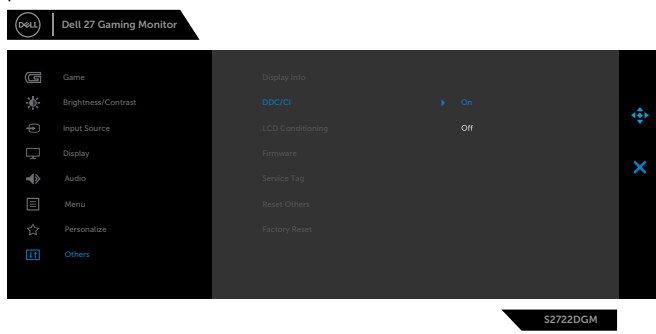 DELL Dell 27 Gaming Monitor
Game Display Info
Brightness/Contrast DDC/CI On
Input Source LCD Conditioning Off
Display Firmware
Audio Service Tag
Menu Reset Others
Personalize Factory Reset
Others
S2722DGM